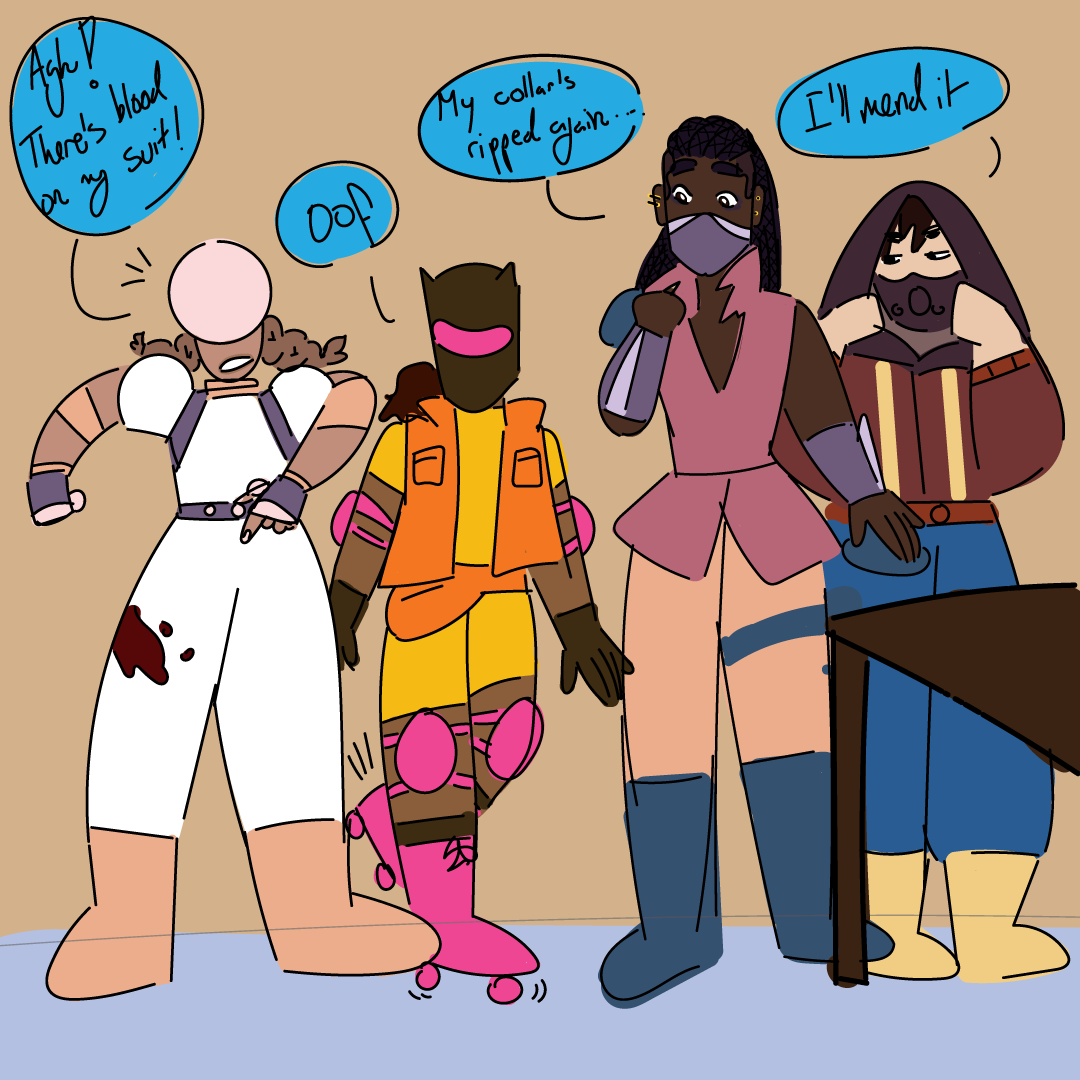 Agh!
There's blood
on my suit!
Oof
My collar's
ripped again...
I'll mend it